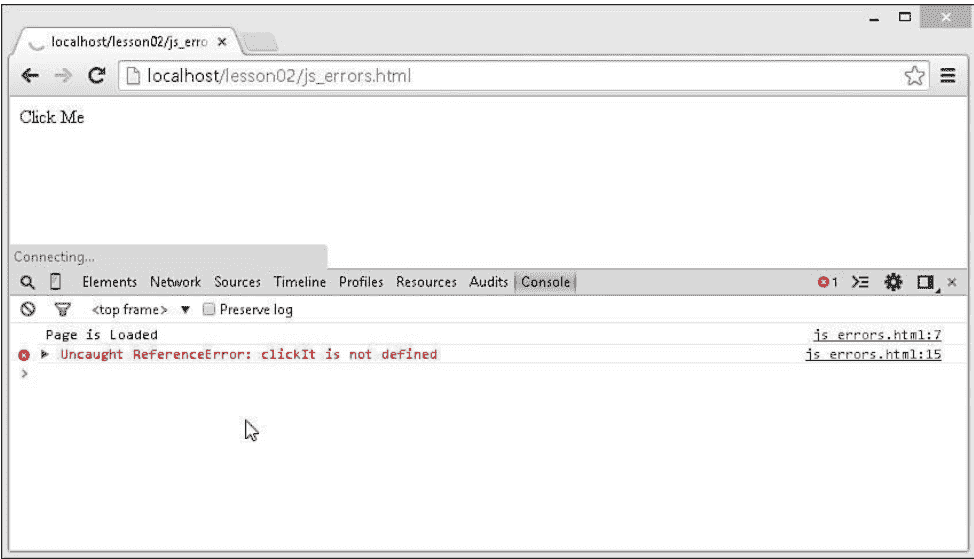 localhost/lesson02/js_erro
localhost/lesson02/js_errors.html
Click Me
Connecting...
Elements Network Sources Timeline Profiles Resources Audits Console 1
<top frame> Preserve log
Page is Loaded js_errors.html:7
Uncaught ReferenceError: clickIt is not defined js_errors.html:15